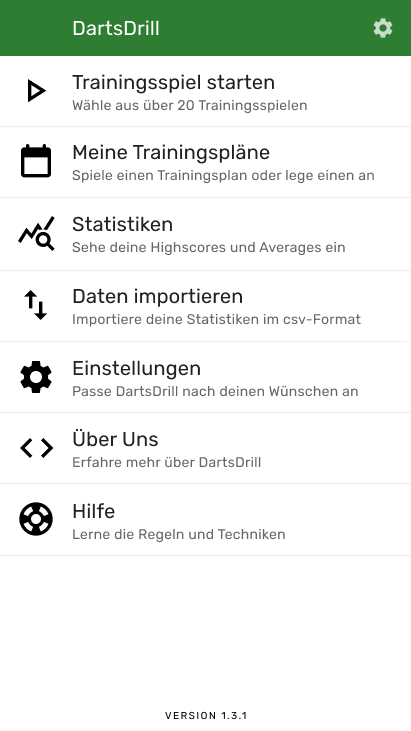 DartsDrill
Trainingsspiel starten
Wähle aus über 20 Trainingsspielen
Meine Trainingspläne
Spiele einen Trainingsplan oder lege einen an
Statistiken
Sehe deine Highscores und Averages ein
Daten importieren
Importiere deine Statistiken im csv-Format
Einstellungen
Passe DartsDrill nach deinen Wünschen an
Über Uns
Erfahre mehr über DartsDrill
Hilfe
Lerne die Regeln und Techniken
VERSION 1.3.1